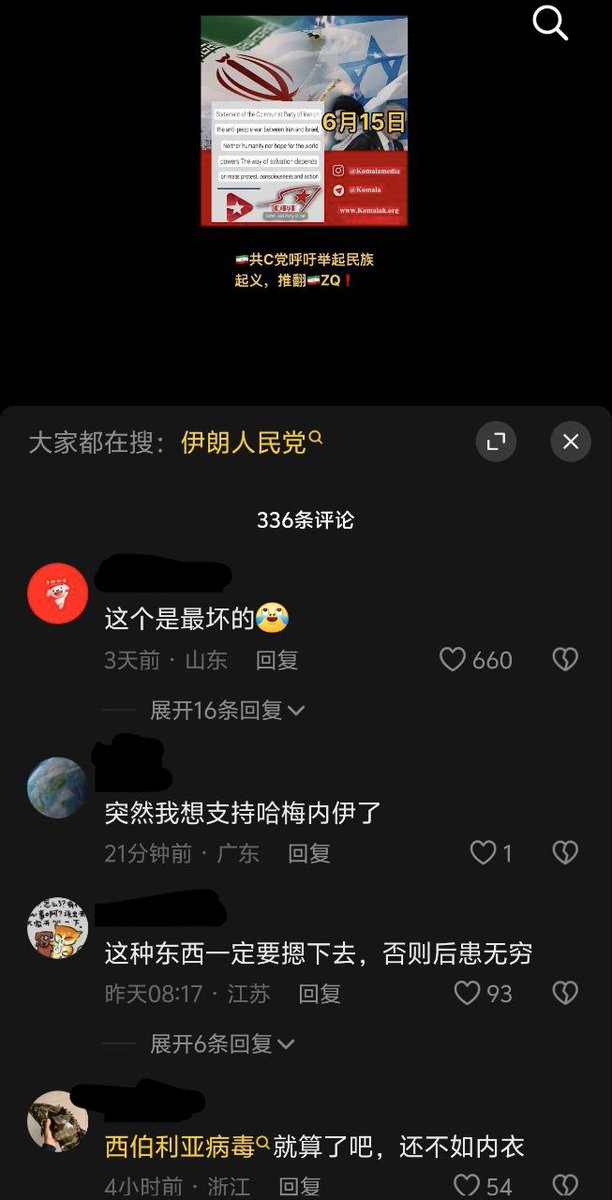 Statement of the Communist Party of Iran on
the anti-people war between Iran and Israel,
Neither humanity nor hope for the world
powers The way of salvation depends
on mass protest, consciousness and action
6月15日
@Komalamedia
@Komala
www.Komalah.org
Communist Party of Iran
🇮🇷共C党呼吁举起民族
起义，推翻🇮🇷ZQ❗
大家都在搜：伊朗人民党
336条评论
这个是最坏的😂
3天前 · 山东 回复
660
展开16条回复
突然我想支持哈梅内伊了
21分钟前 · 广东 回复
1
这种东西一定要摁下去，否则后患无穷
昨天08:17 · 江苏 回复
93
展开6条回复
西伯利亚病毒就算了吧，还不如内衣
4小时前 · 浙江 回复
54